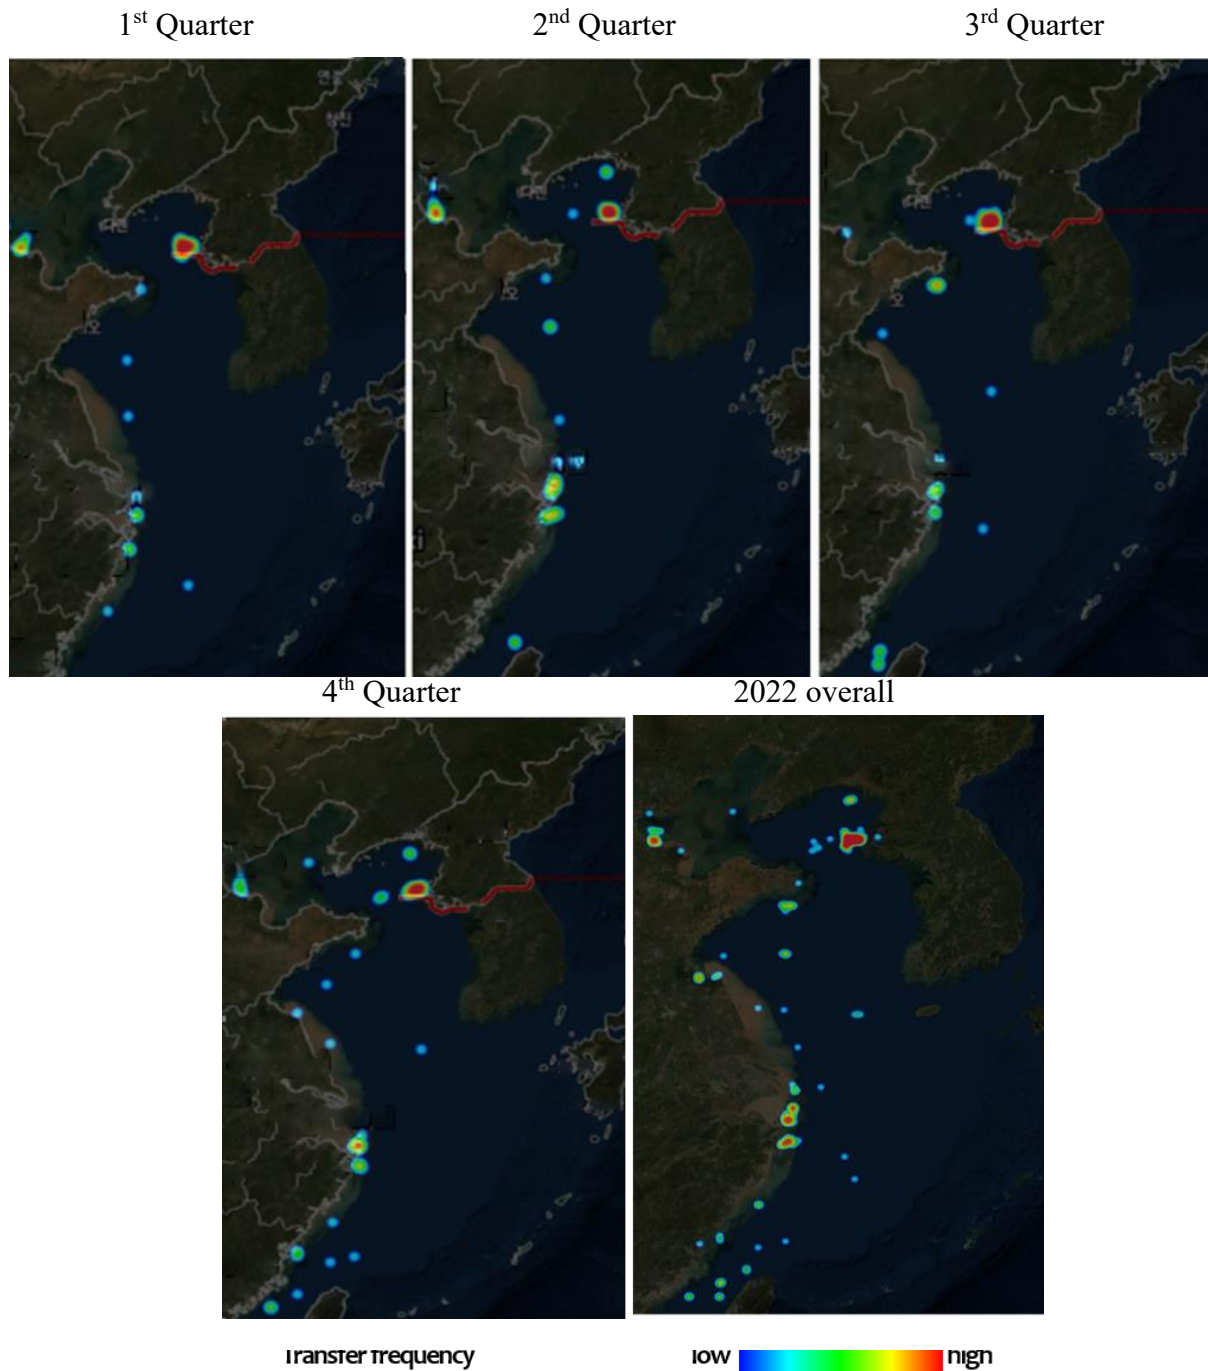 1st Quarter
2nd Quarter
3rd Quarter
4th Quarter
2022 overall
Transfer frequency
low
high